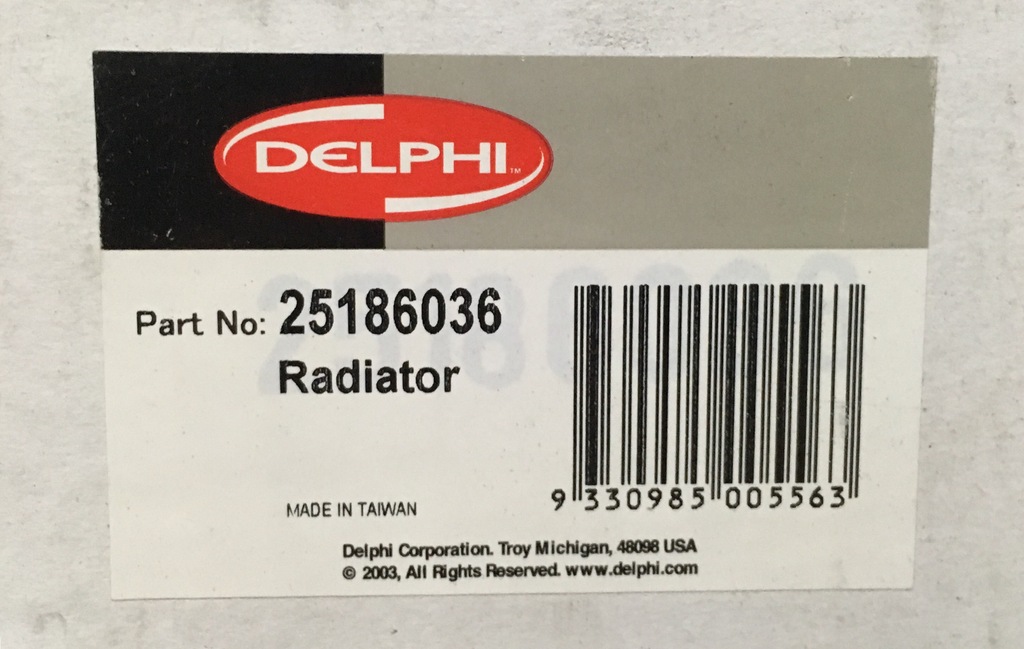 DELPHI™
Part No: 25186036
Radiator
9 330985 005563
MADE IN TAIWAN
Delphi Corporation. Troy Michigan, 48098 USA
© 2003, All Rights Reserved. www.delphi.com